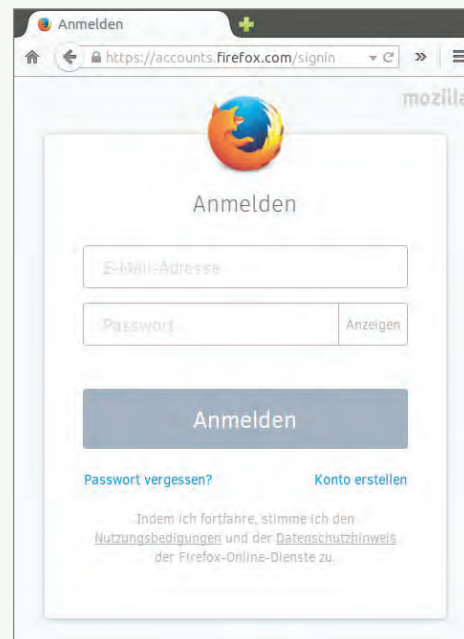 Anmelden
https://accounts.firefox.com/signin
mozilla
Anmelden
E-Mail-Adresse
Passwort
Anzeigen
Anmelden
Passwort vergessen?
Konto erstellen
Indem ich fortfahre, stimme ich den
Nutzungsbedigungen und der Datenschutzhinweis
der Firefox-Online-Dienste zu.